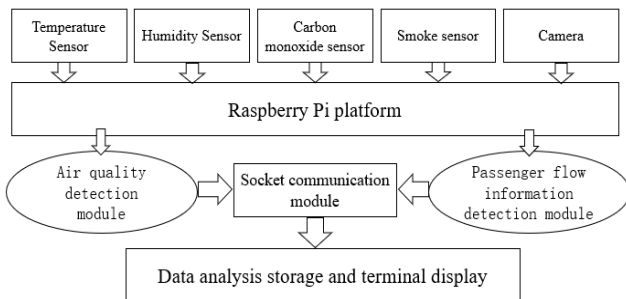 Temperature
Sensor
Humidity Sensor
Carbon
monoxide sensor
Smoke sensor
Camera
Raspberry Pi platform
Air quality
detection
module
Socket communication
module
Passenger flow
information
detection module
Data analysis storage and terminal display